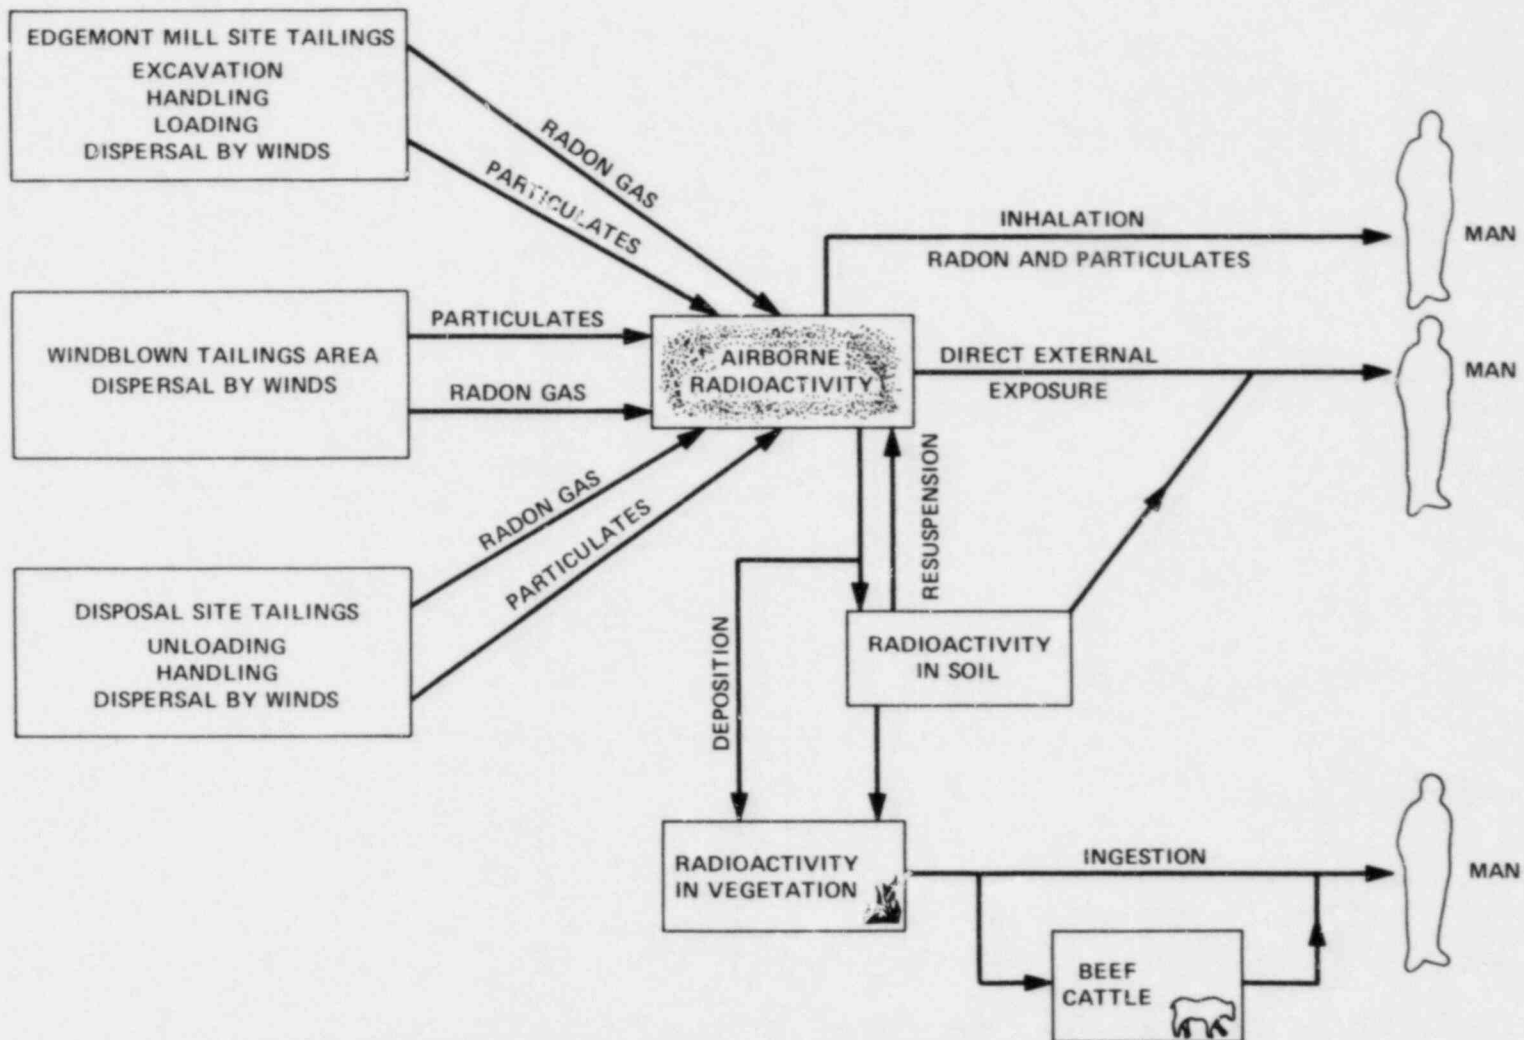 EDGEMONT MILL SITE TAILINGS
EXCAVATION
HANDLING
LOADING
DISPERSAL BY WINDS
RADON GAS
PARTICULATES
WINDBLOWN TAILINGS AREA
DISPERSAL BY WINDS
PARTICULATES
RADON GAS
DISPOSAL SITE TAILINGS
UNLOADING
HANDLING
DISPERSAL BY WINDS
RADON GAS
PARTICULATES
AIRBORNE
RADIOACTIVITY
INHALATION
RADON AND PARTICULATES
MAN
DIRECT EXTERNAL
EXPOSURE
MAN
RESUSPENSION
DEPOSITION
RADIOACTIVITY
IN SOIL
RADIOACTIVITY
IN VEGETATION
INGESTION
MAN
BEEF
CATTLE